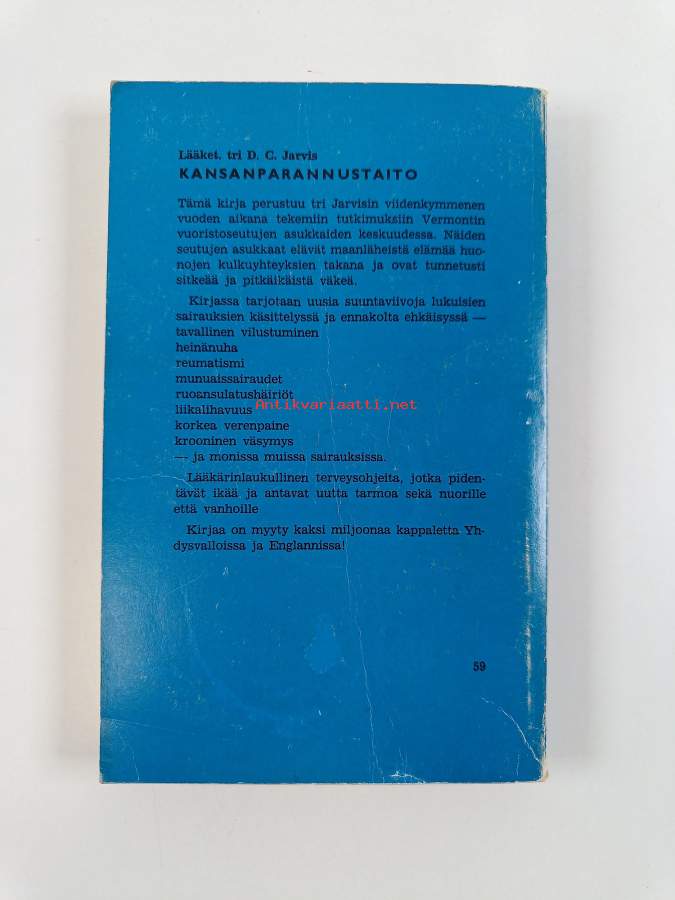 Lääket. tri D. C. Jarvis
KANSANPARANNUSTAITO
Tämä kirja perustuu tri Jarvisin viidenkymmenen
vuoden aikana tekemiin tutkimuksiin Vermontin
vuoristoseutujen asukkaiden keskuudessa. Näiden
seutujen asukkaat elävät maanläheistä elämää huo-
nojen kulkuyhteyksien takana ja ovat tunnetusti
sitkeää ja pitkäikäistä väkeä.
Kirjassa tarjotaan uusia suuntaviivoja lukuisien
sairauksien käsittelyssä ja ennakolta ehkäisyssä —
tavallinen vilustuminen
heinänuha
reumatismi
munuaissairaudet
ruoansulatushäiriöt
liikalihavuus
Antikvariaatti.net
korkea verenpaine
krooninen väsymys
— ja monissa muissa sairauksissa.
Lääkärinlaukullinen terveysohjeita, jotka piden-
tävät ikää ja antavat uutta tarmoa sekä nuorille
että vanhoille
Kirjaa on myyty kaksi miljoonaa kappaletta Yh-
dysvalloissa ja Englannissa!
59